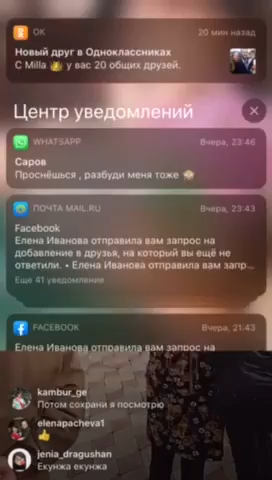 ОК 20 мин назад
Новый друг в Одноклассниках
С Milla 👸 у вас 20 общих друзей.
Центр уведомлений
WHATSAPP Вчера, 23:46
Саров
Проснёшься , разбуди меня тоже 🙊
ПОЧТА MAIL.RU Вчера, 23:43
Facebook
Елена Иванова отправила вам запрос на
добавление в друзья, на который вы ещё не
ответили. • Елена Иванова отправила вам запр...
Еще 41 уведомление
FACEBOOK Вчера, 21:43
Елена Иванова отправила вам запрос на
kambur_ge
Потом сохрани я посмотрю
elenapacheva1
👍
jenia_dragushan
Екунжа екунжа